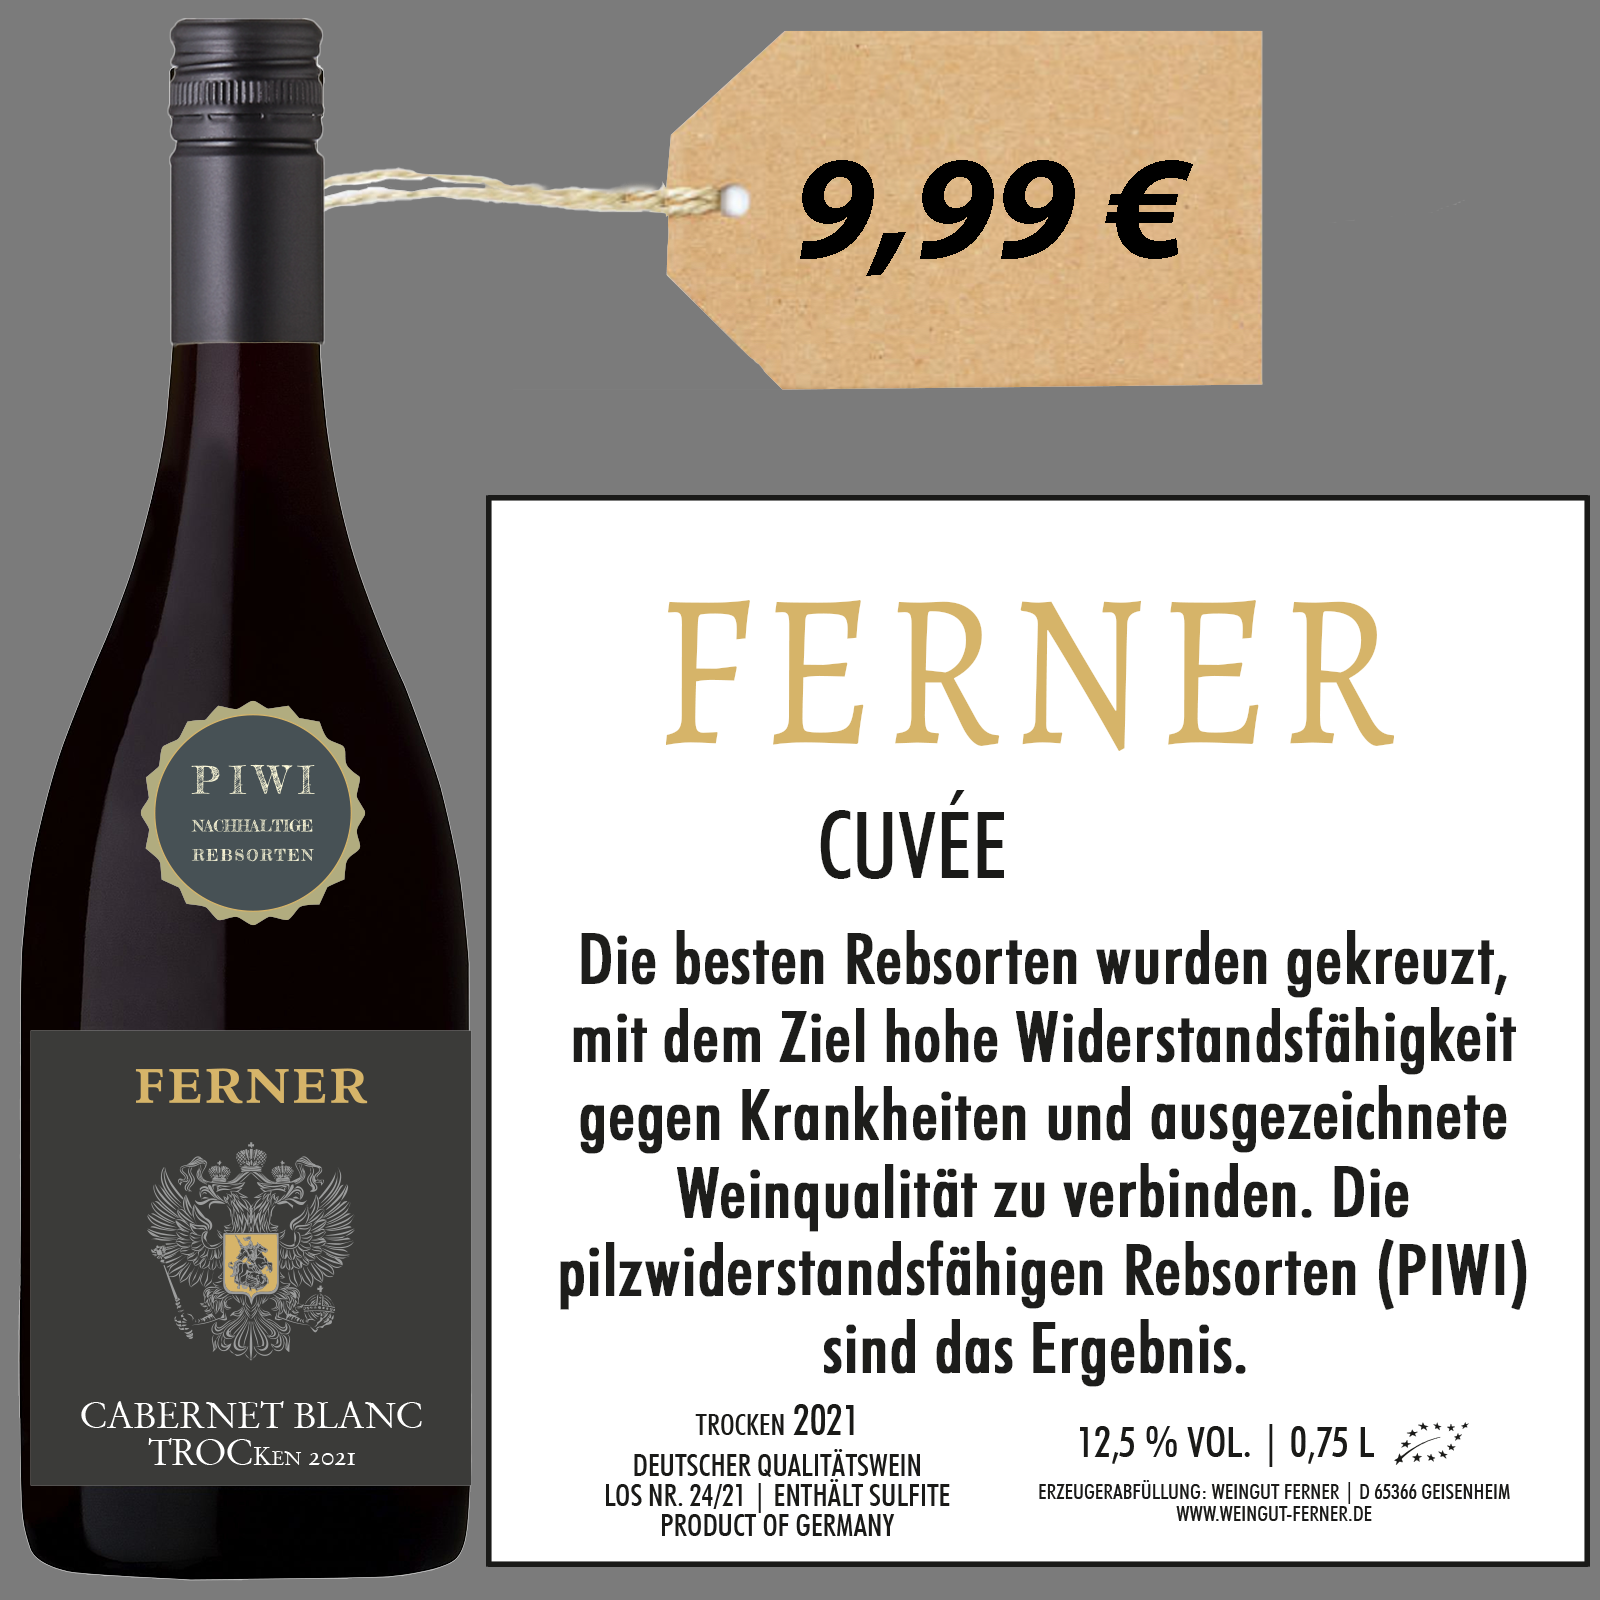 9,99 €
PIWI
NACHHALTIGE
REBSORTEN
FERNER
CABERNET BLANC
TROCKEN 2021
FERNER
CUVÉE
Die besten Rebsorten wurden gekreuzt,
mit dem Ziel hohe Widerstandsfähigkeit
gegen Krankheiten und ausgezeichnete
Weinqualität zu verbinden. Die
pilzwiderstandsfähigen Rebsorten (PIWI)
sind das Ergebnis.
TROCKEN 2021
DEUTSCHER QUALITÄTSWEIN
LOS NR. 24/21 | ENTHÄLT SULFITE
PRODUCT OF GERMANY
12,5 % VOL. | 0,75 L
ERZEUGERABFÜLLUNG: WEINGUT FERNER | D 65366 GEISENHEIM
WWW.WEINGUT-FERNER.DE